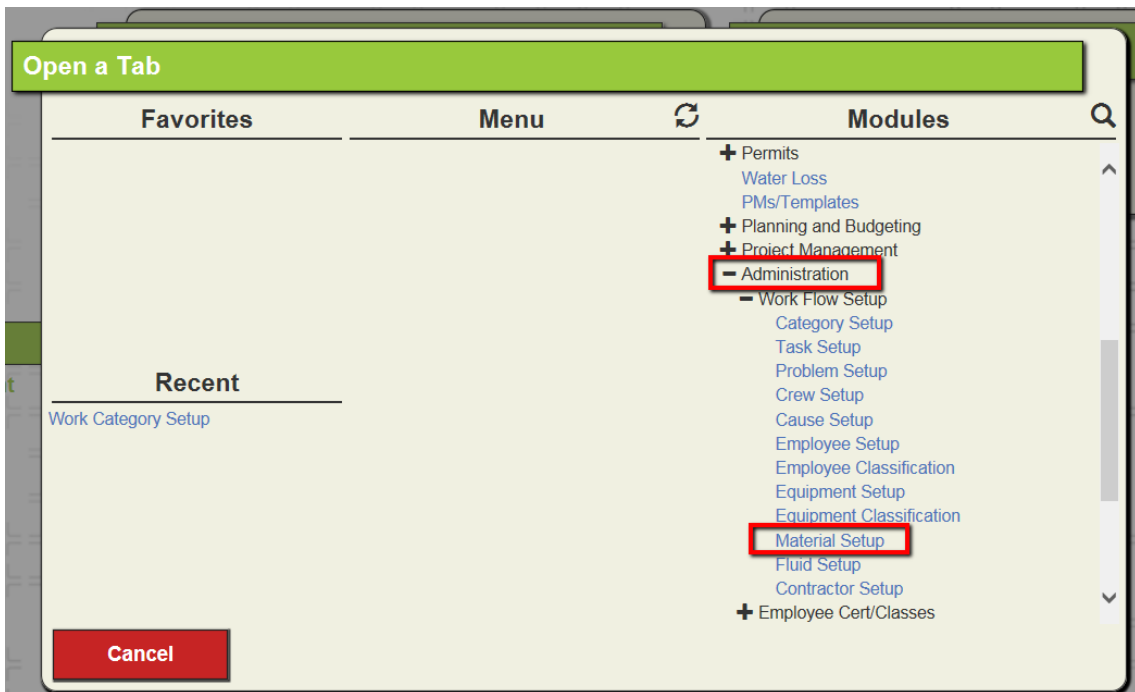 Open a Tab
Favorites
Menu
Modules
Permits
Water Loss
PMs/Templates
Planning and Budgeting
Project Management
Administration
Work Flow Setup
Category Setup
Task Setup
Problem Setup
Crew Setup
Cause Setup
Employee Setup
Employee Classification
Equipment Setup
Equipment Classification
Material Setup
Fluid Setup
Contractor Setup
Employee Cert/Classes
Recent
Work Category Setup
Cancel